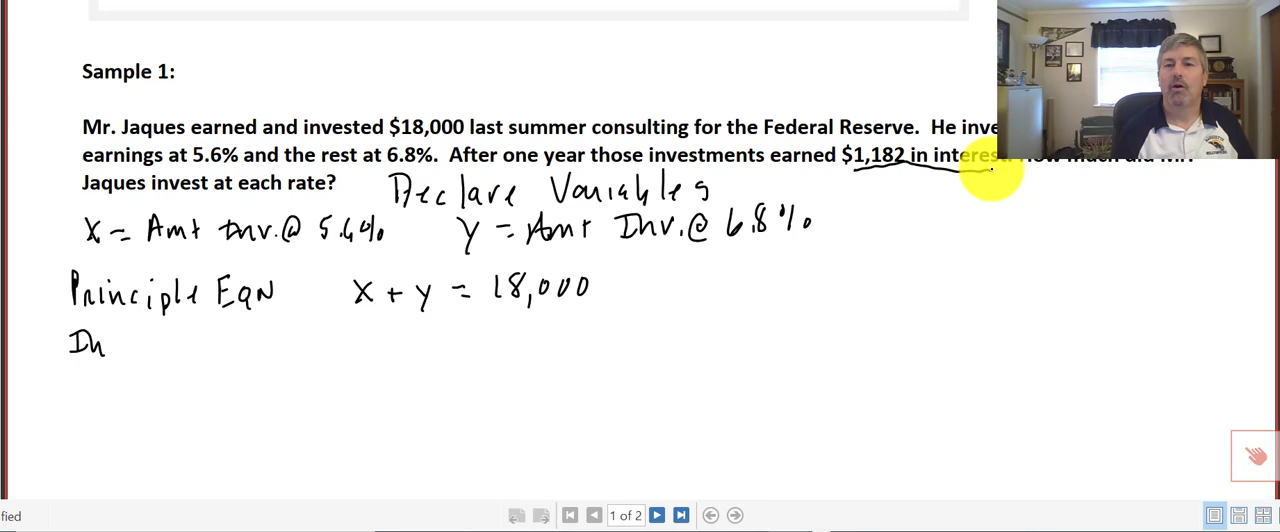 Sample 1:
Mr. Jaques earned and invested $18,000 last summer consulting for the Federal Reserve. He inve
earnings at 5.6% and the rest at 6.8%. After one year those investments earned $1,182 in interes
Jaques invest at each rate?
Declare Variables
X = Amt Inv.@ 5.6% Y = Amt Inv.@ 6.8%
Principle EqN X + y = 18,000
In
fied
1 of 2